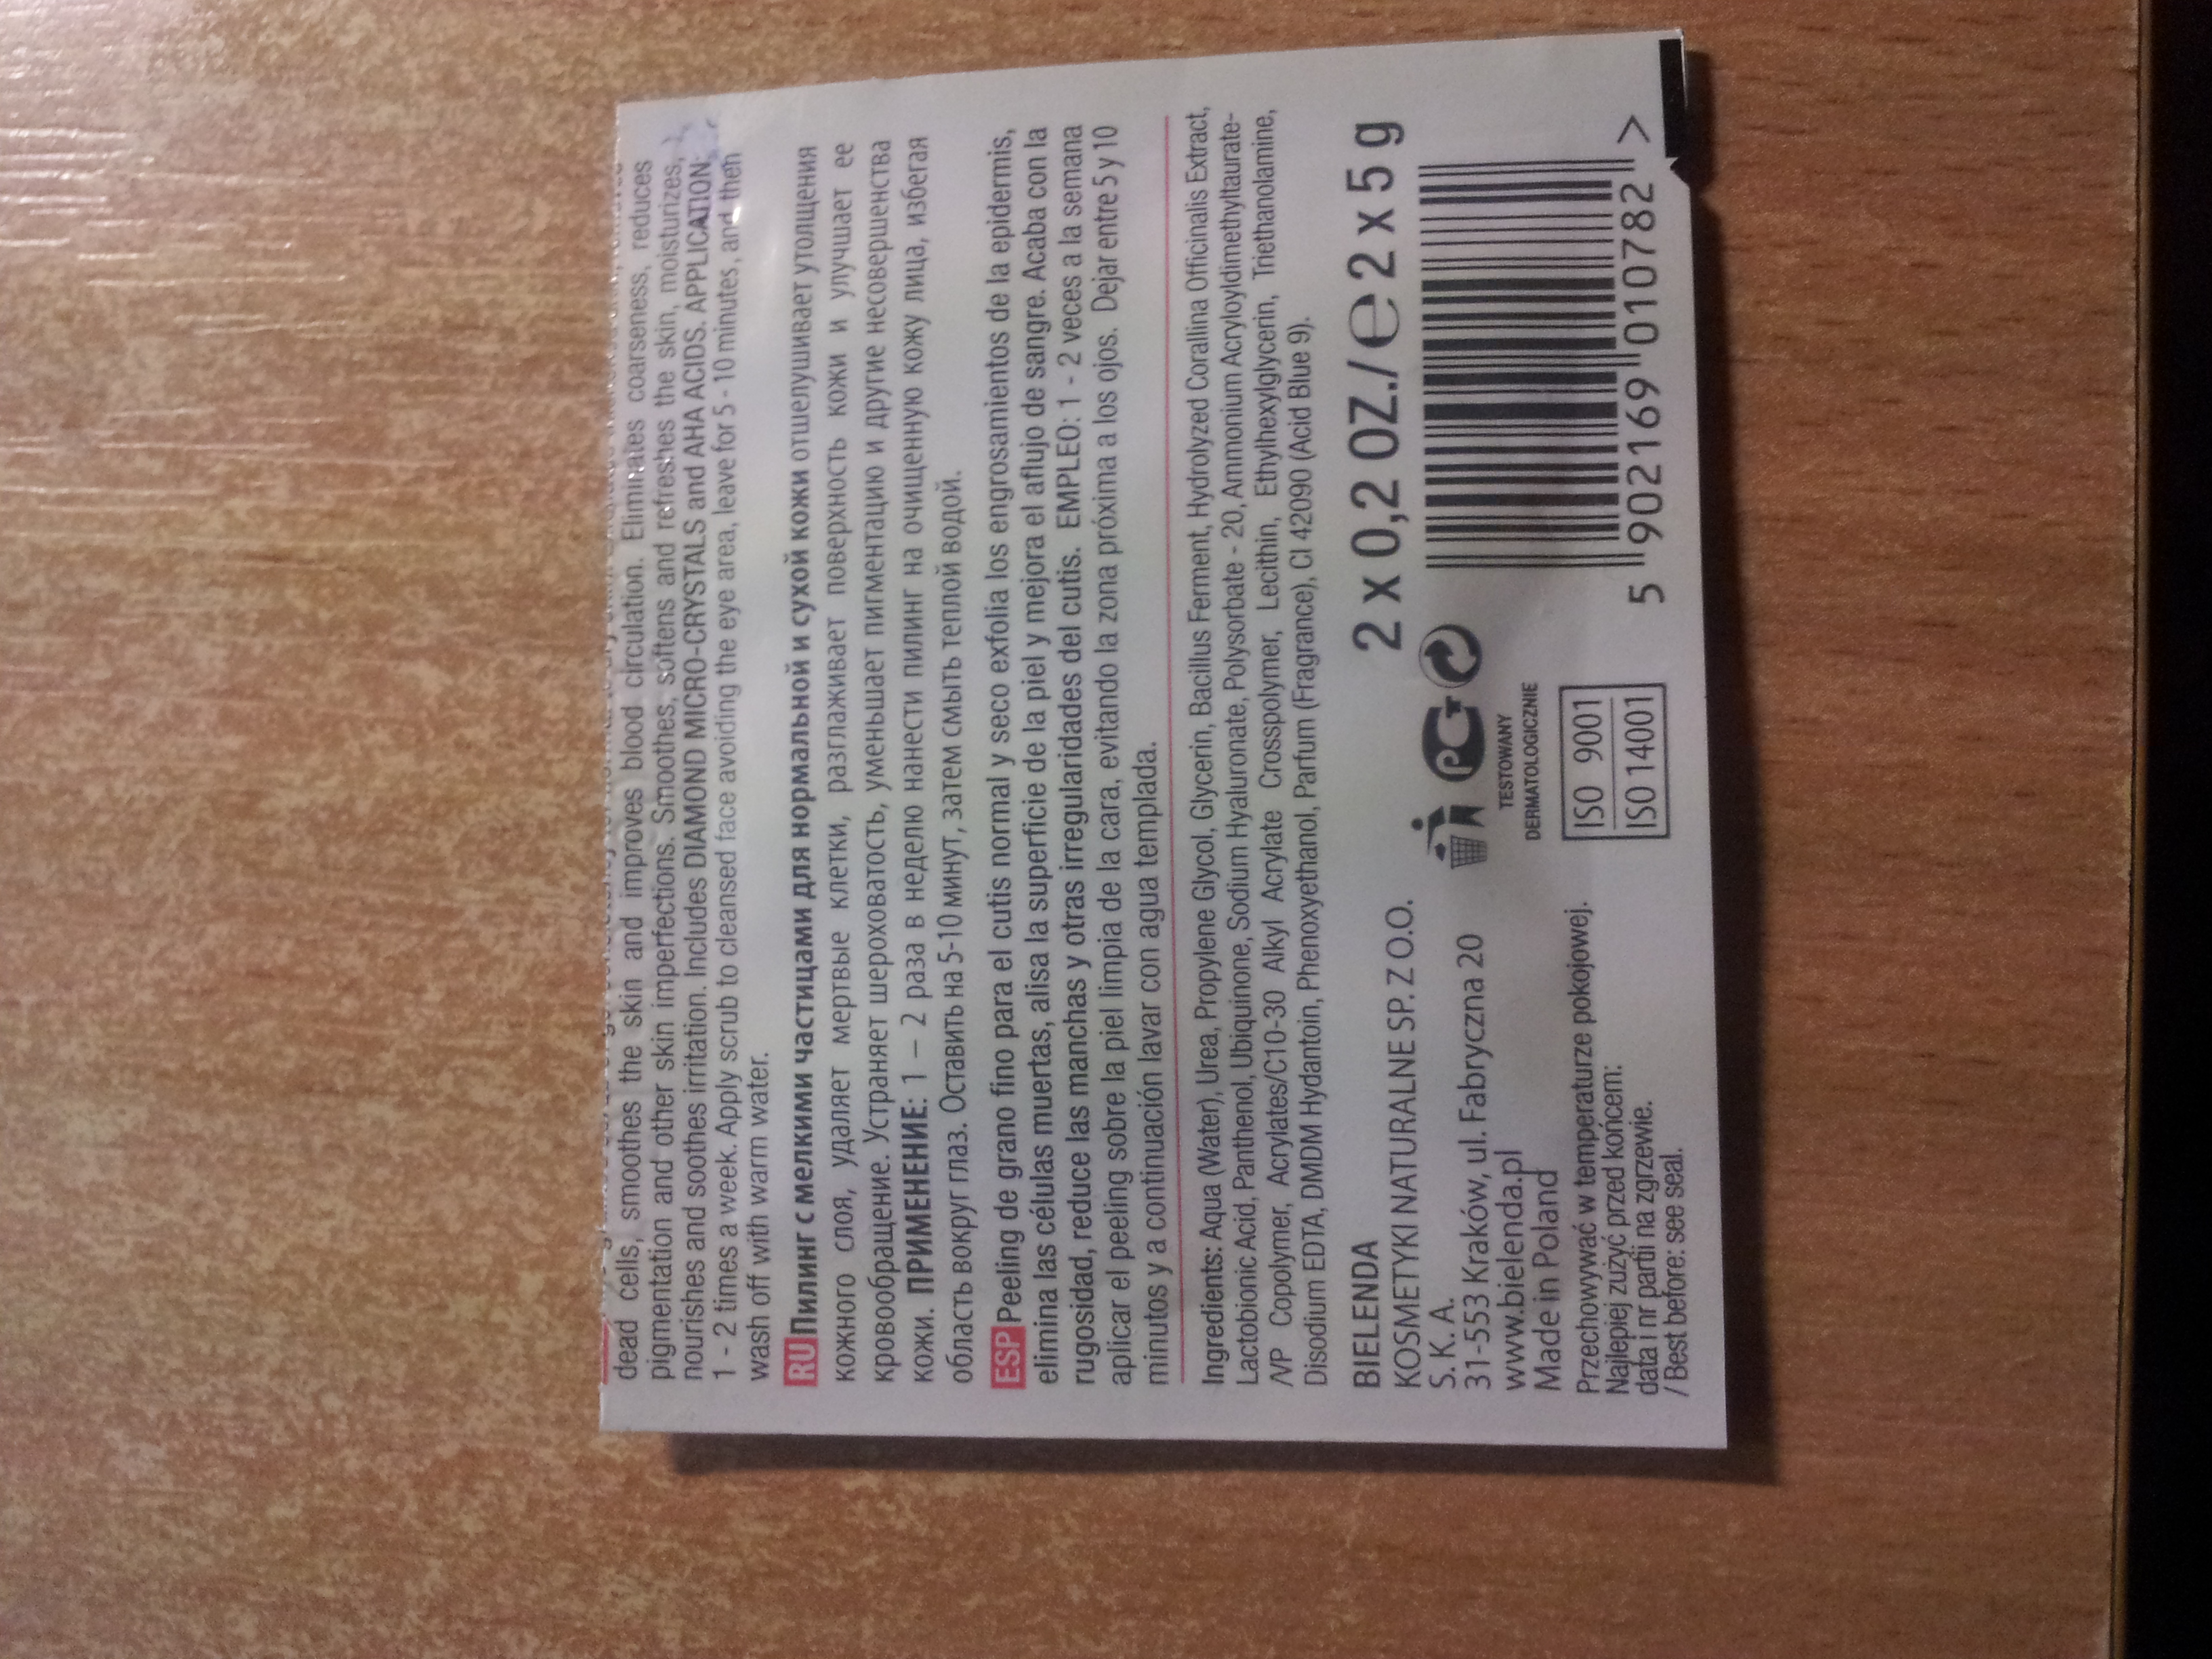 dead cells, smoothes the skin and improves blood circulation. Eliminates coarseness, reduces
pigmentation and other skin imperfections. Smoothes, softens and refreshes the skin, moisturizes,
nourishes and soothes irritation. Includes DIAMOND MICRO-CRYSTALS and AHA ACIDS. APPLICATION:
1 - 2 times a week. Apply scrub to cleansed face avoiding the eye area, leave for 5 - 10 minutes, and then
wash off with warm water.
RU Пилинг с мелкими частицами для нормальной и сухой кожи отшелушивает утолщения
кожного слоя, удаляет мертвые клетки, разглаживает поверхность кожи и улучшает ее
кровообращение. Устраняет шероховатость, уменьшает пигментацию и другие несовершенства
кожи. ПРИМЕНЕНИЕ: 1 – 2 раза в неделю нанести пилинг на очищенную кожу лица, избегая
область вокруг глаз. Оставить на 5-10 минут, затем смыть теплой водой.
ESP Peeling de grano fino para el cutis normal y seco exfolia los engrosamientos de la epidermis,
elimina las células muertas, alisa la superficie de la piel y mejora el aflujo de sangre. Acaba con la
rugosidad, reduce las manchas y otras irregularidades del cutis. EMPLEO: 1 - 2 veces a la semana
aplicar el peeling sobre la piel limpia de la cara, evitando la zona próxima a los ojos. Dejar entre 5 y 10
minutos y a continuación lavar con agua templada.
Ingredients: Aqua (Water), Urea, Propylene Glycol, Glycerin, Bacillus Ferment, Hydrolyzed Corallina Officinalis Extract,
Lactobionic Acid, Panthenol, Ubiquinone, Sodium Hyaluronate, Polysorbate - 20, Ammonium Acryloyldimethyltaurate-
/VP Copolymer, Acrylates/C10-30 Alkyl Acrylate Crosspolymer, Lecithin, Ethylhexylglycerin, Triethanolamine,
Disodium EDTA, DMDM Hydantoin, Phenoxyethanol, Parfum (Fragrance), CI 42090 (Acid Blue 9).
BIELENDA
KOSMETYKI NATURALNE SP. Z O.O.
S. K. A.
31-553 Kraków, ul. Fabryczna 20
www.bielenda.pl
Made in Poland
Przechowywać w temperaturze pokojowej.
Najlepiej zużyć przed końcem:
data i nr partii na zgrzewie.
/ Best before: see seal.
2 x 0,2 OZ./ ℮ 2 x 5 g
TESTOWANY
DERMATOLOGICZNIE
ISO 9001
ISO 14001
5 902169 010782 >